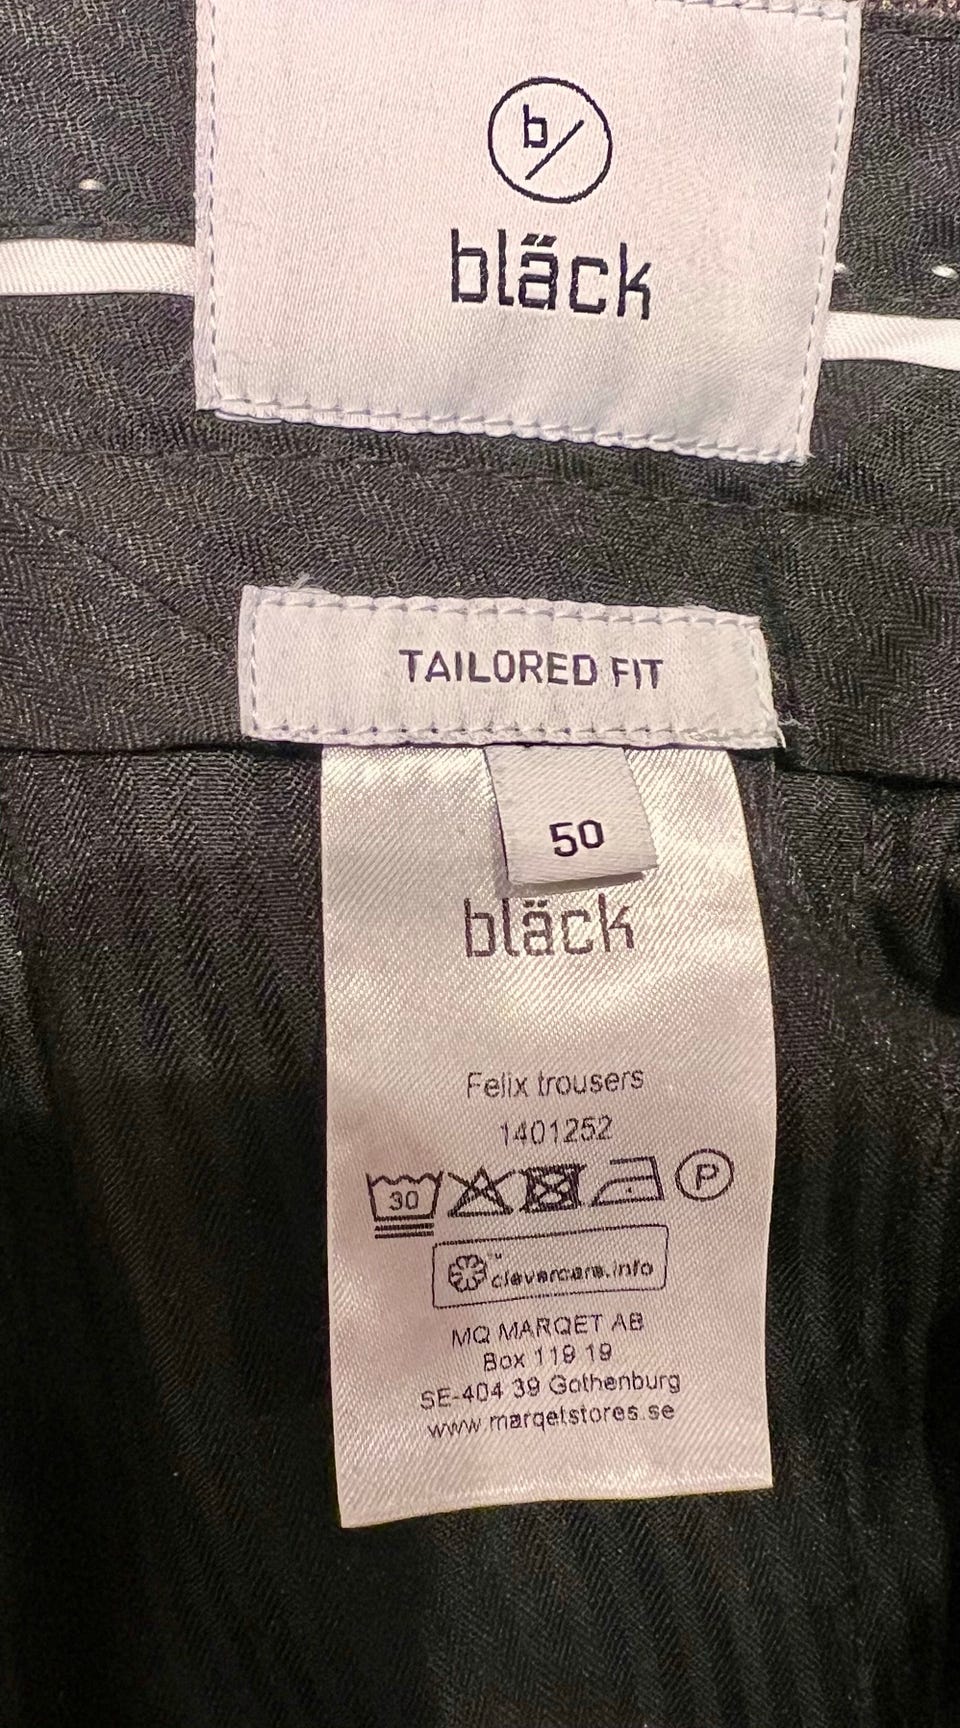 b/
bläck
TAILORED FIT
50
bläck
Felix trousers
1401252
30 P
clevercare.info
MQ MARQET AB
Box 119 19
SE-404 39 Gothenburg
www.marqetstores.se